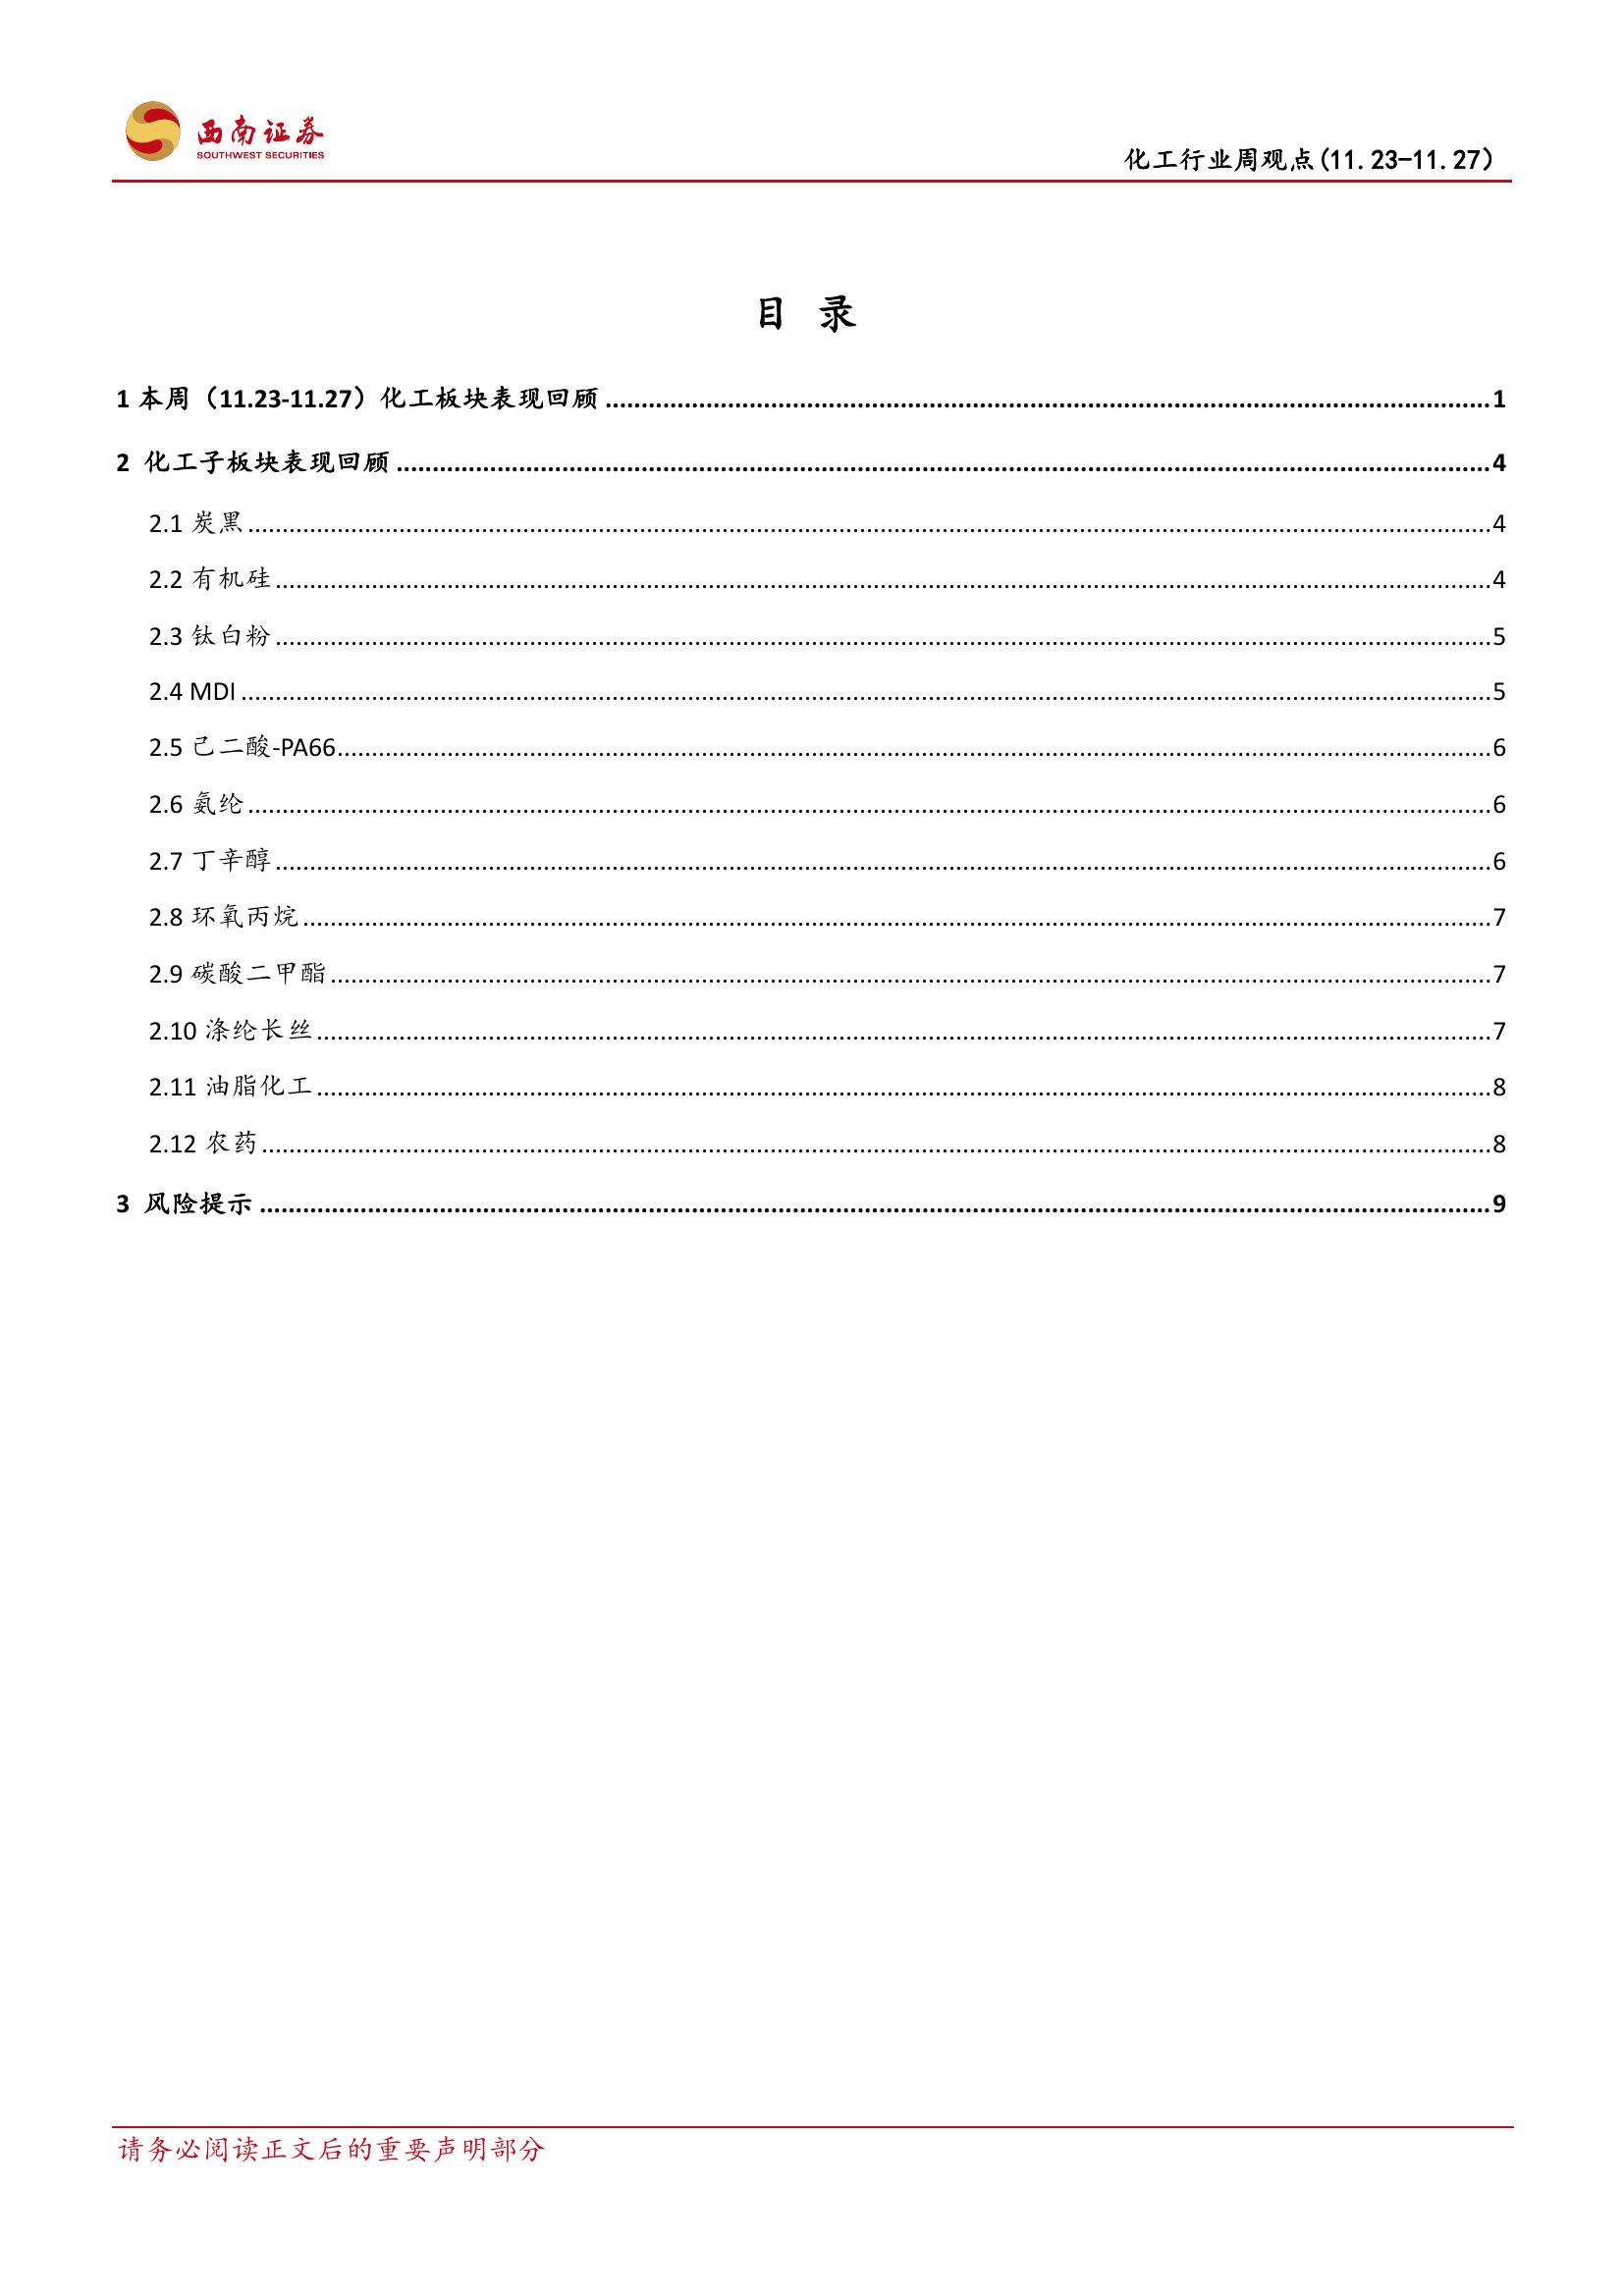 西南证券
SOUTHWEST SECURITIES
化工行业周观点(11.23-11.27)
目 录
1 本周（11.23-11.27）化工板块表现回顾 ........................................................ 1
2 化工子板块表现回顾 ........................................................ 4
2.1 炭黑 ........................................................ 4
2.2 有机硅 ........................................................ 4
2.3 钛白粉 ........................................................ 5
2.4 MDI ........................................................ 5
2.5 己二酸-PA66 ........................................................ 6
2.6 氨纶 ........................................................ 6
2.7 丁辛醇 ........................................................ 6
2.8 环氧丙烷 ........................................................ 7
2.9 碳酸二甲酯 ........................................................ 7
2.10 涤纶长丝 ........................................................ 7
2.11 油脂化工 ........................................................ 8
2.12 农药 ........................................................ 8
3 风险提示 ........................................................ 9
请务必阅读正文后的重要声明部分